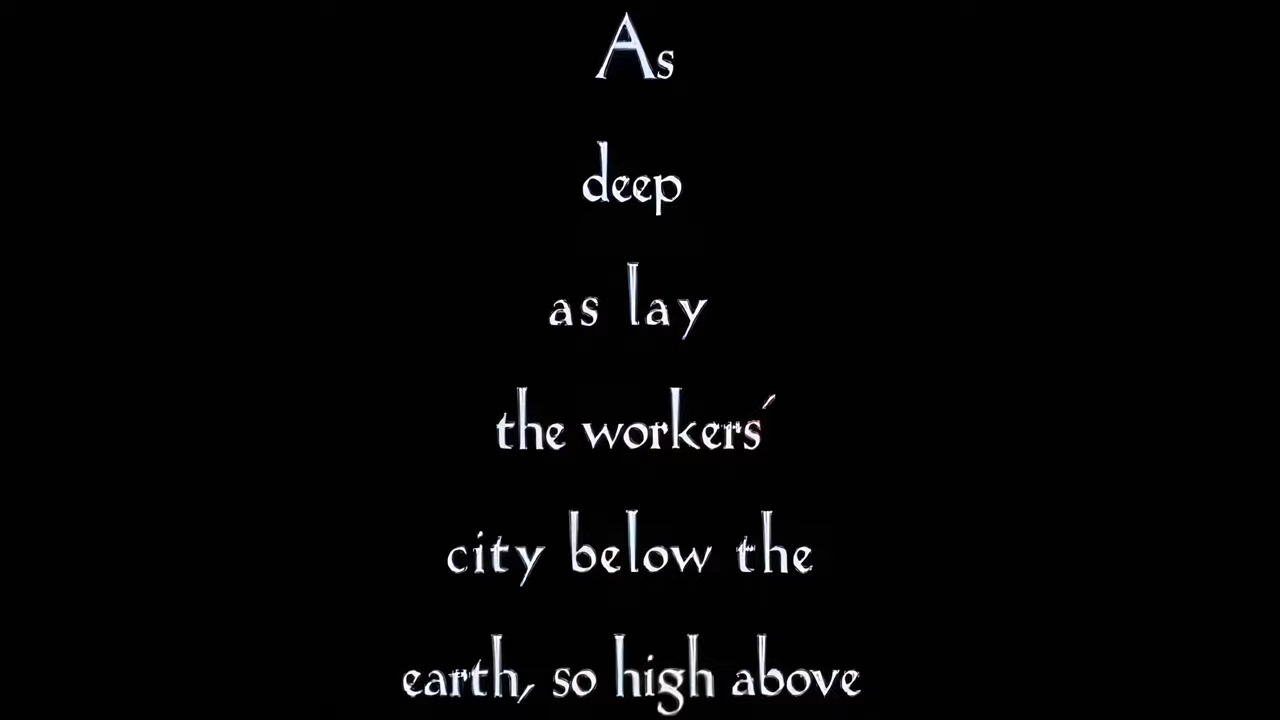 As
deep
as lay
the workers´
city below the
earth, so high above